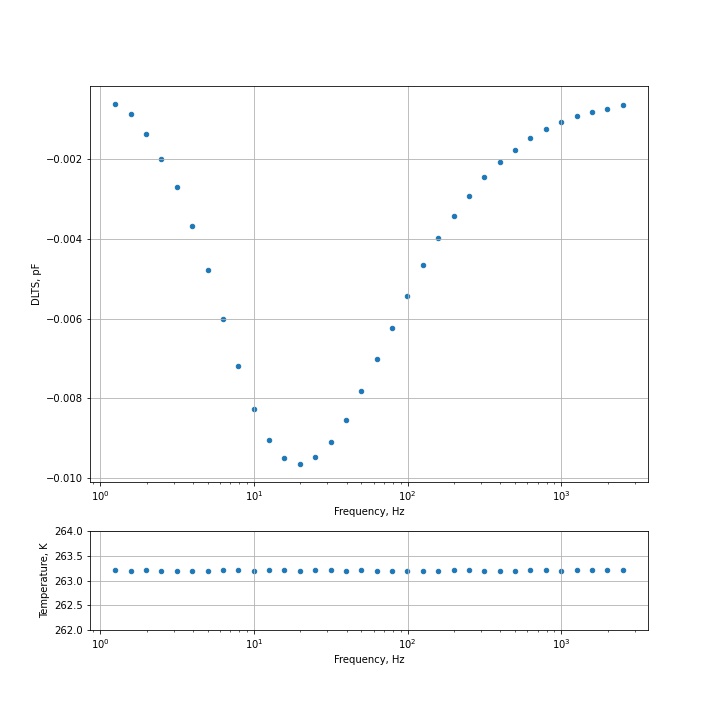 −0.002
−0.004
−0.006
−0.008
−0.010
DLTS, pF
10⁰ 10¹ 10² 10³
Frequency, Hz
264.0
263.5
263.0
262.5
262.0
Temperature, K
10⁰ 10¹ 10² 10³
Frequency, Hz